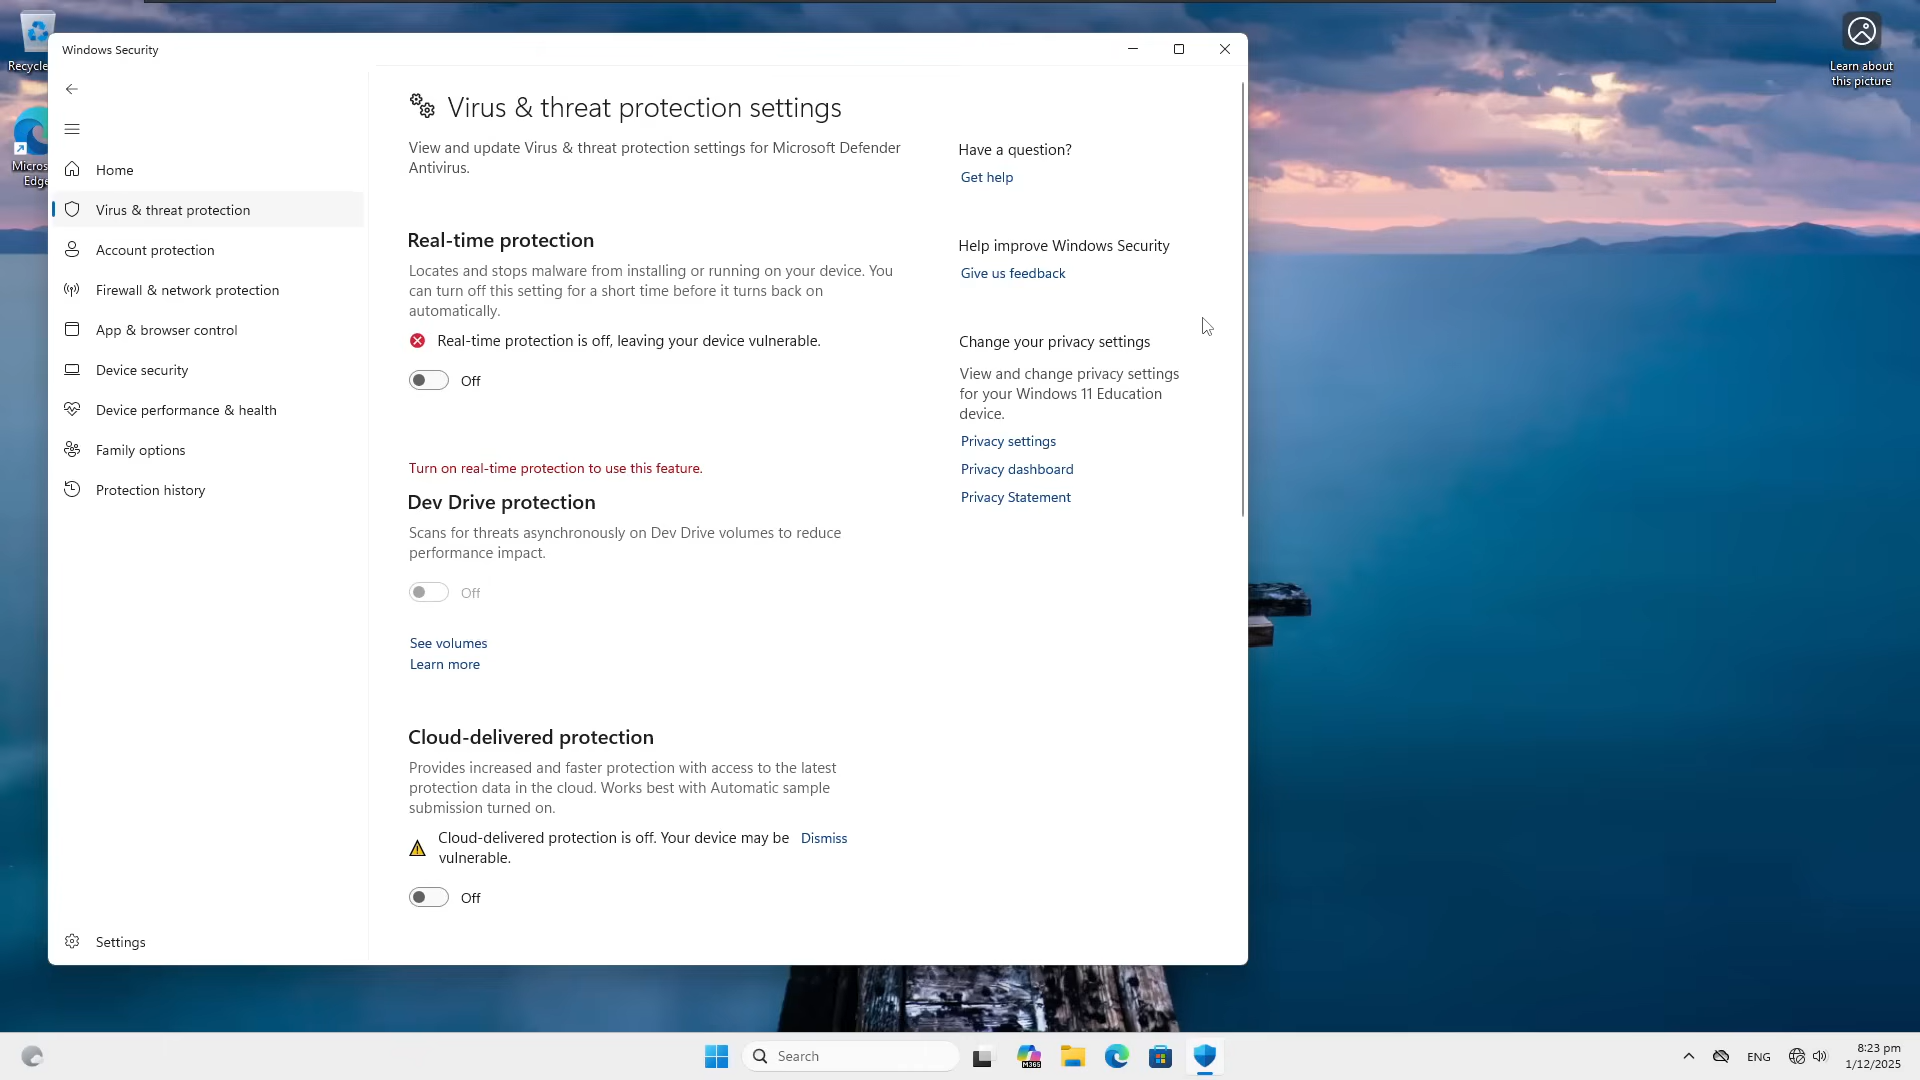 Recycle
Learn about
this picture
Micros
Edge
Windows Security
Home
Virus & threat protection
Account protection
Firewall & network protection
App & browser control
Device security
Device performance & health
Family options
Protection history
Settings
Virus & threat protection settings
View and update Virus & threat protection settings for Microsoft Defender
Antivirus.
Real-time protection
Locates and stops malware from installing or running on your device. You
can turn off this setting for a short time before it turns back on
automatically.
Real-time protection is off, leaving your device vulnerable.
Off
Turn on real-time protection to use this feature.
Dev Drive protection
Scans for threats asynchronously on Dev Drive volumes to reduce
performance impact.
Off
See volumes
Learn more
Cloud-delivered protection
Provides increased and faster protection with access to the latest
protection data in the cloud. Works best with Automatic sample
submission turned on.
Cloud-delivered protection is off. Your device may be Dismiss
vulnerable.
Off
Have a question?
Get help
Help improve Windows Security
Give us feedback
Change your privacy settings
View and change privacy settings
for your Windows 11 Education
device.
Privacy settings
Privacy dashboard
Privacy Statement
Search
M365
ENG
8:23 pm
1/12/2025